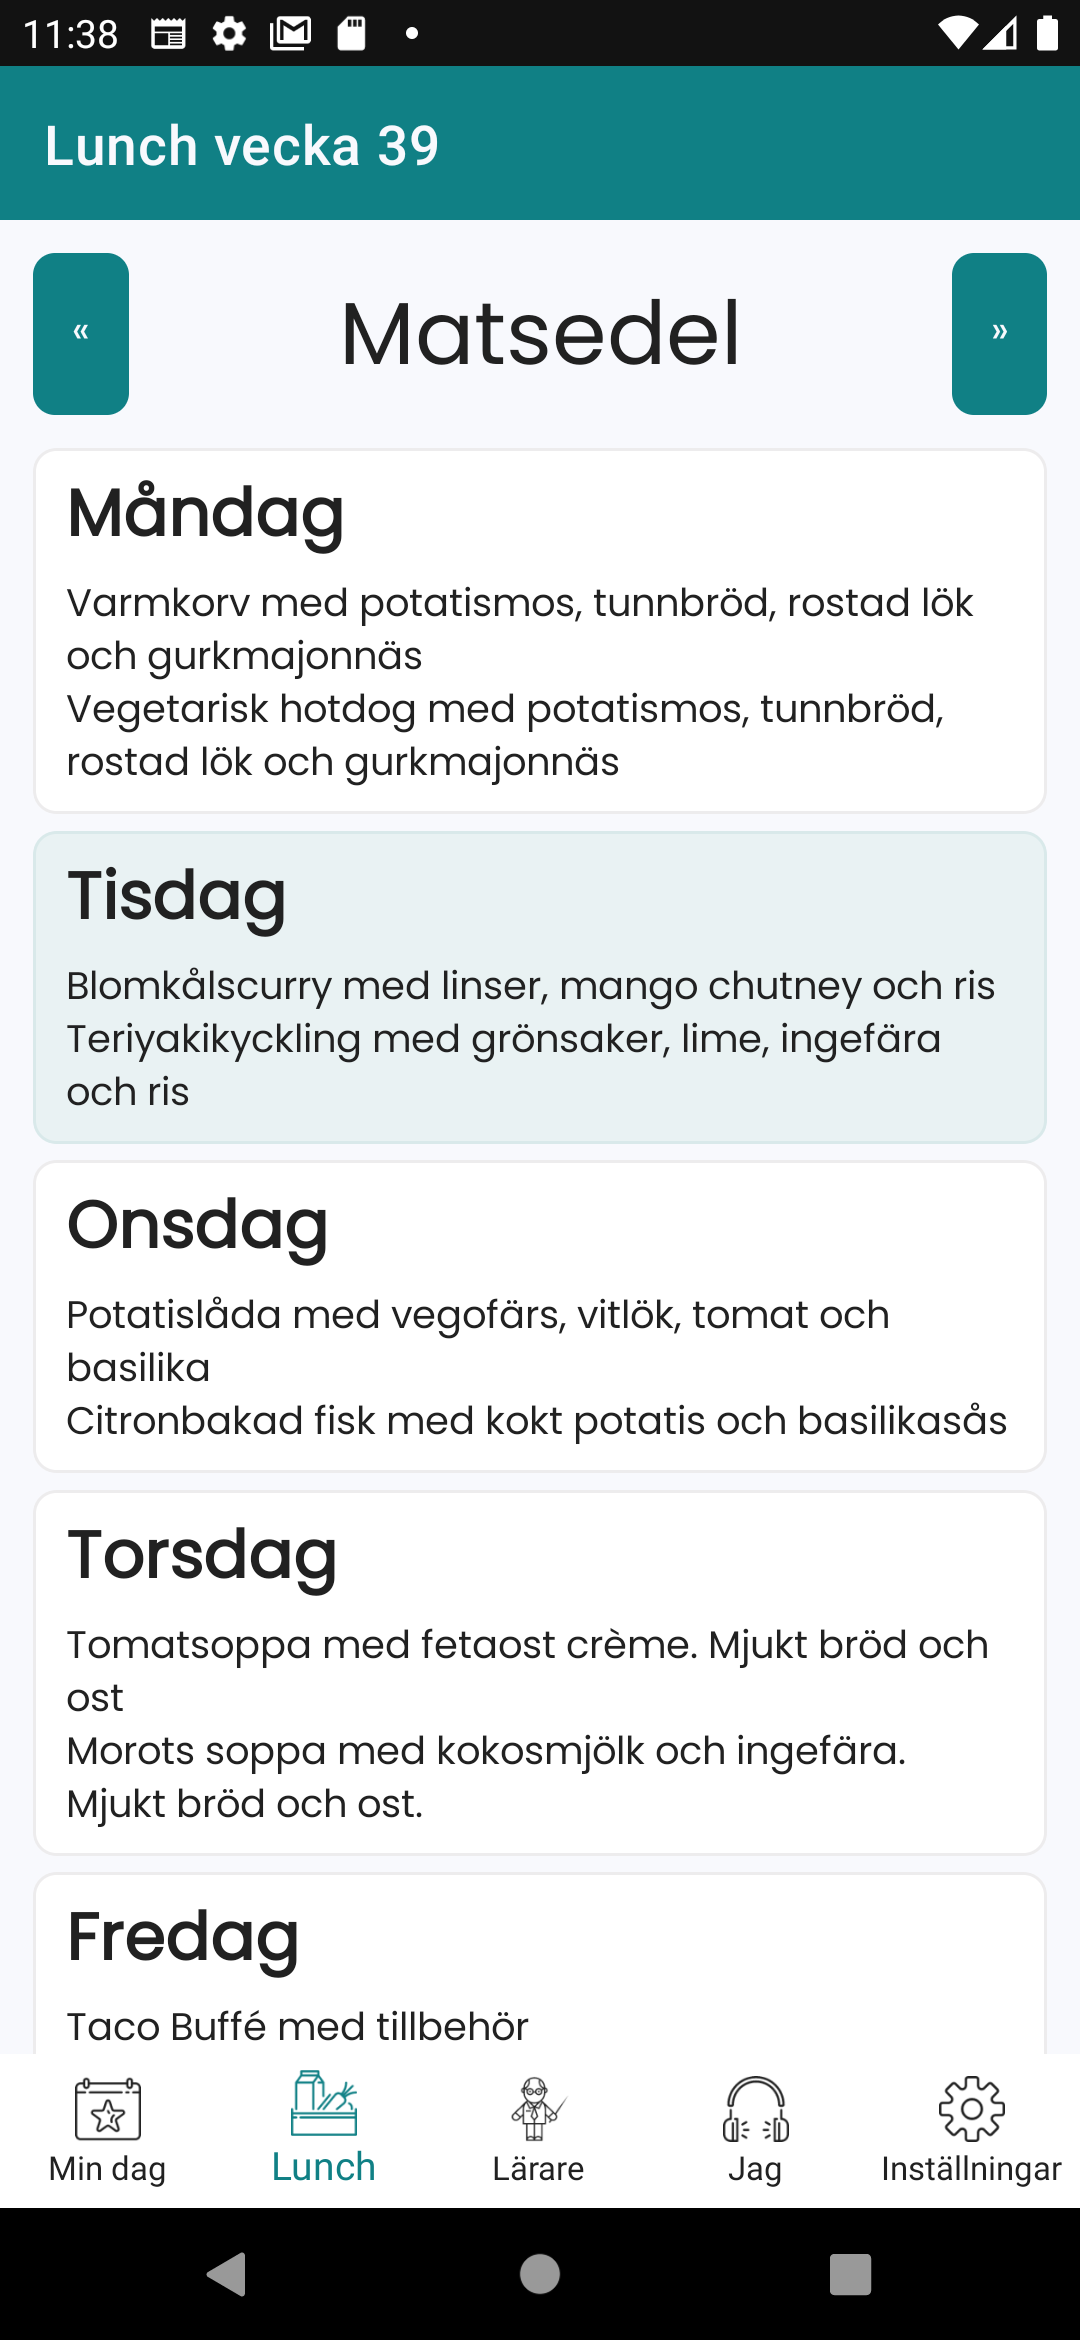 11:38
Lunch vecka 39
«
Matsedel
»
Måndag
Varmkorv med potatismos, tunnbröd, rostad lök
och gurkmajonnäs
Vegetarisk hotdog med potatismos, tunnbröd,
rostad lök och gurkmajonnäs
Tisdag
Blomkålscurry med linser, mango chutney och ris
Teriyakikyckling med grönsaker, lime, ingefära
och ris
Onsdag
Potatislåda med vegofärs, vitlök, tomat och
basilika
Citronbakad fisk med kokt potatis och basilikasås
Torsdag
Tomatsoppa med fetaost crème. Mjukt bröd och
ost
Morots soppa med kokosmjölk och ingefära.
Mjukt bröd och ost.
Fredag
Taco Buffé med tillbehör
Min dag
Lunch
Lärare
Jag
Inställningar